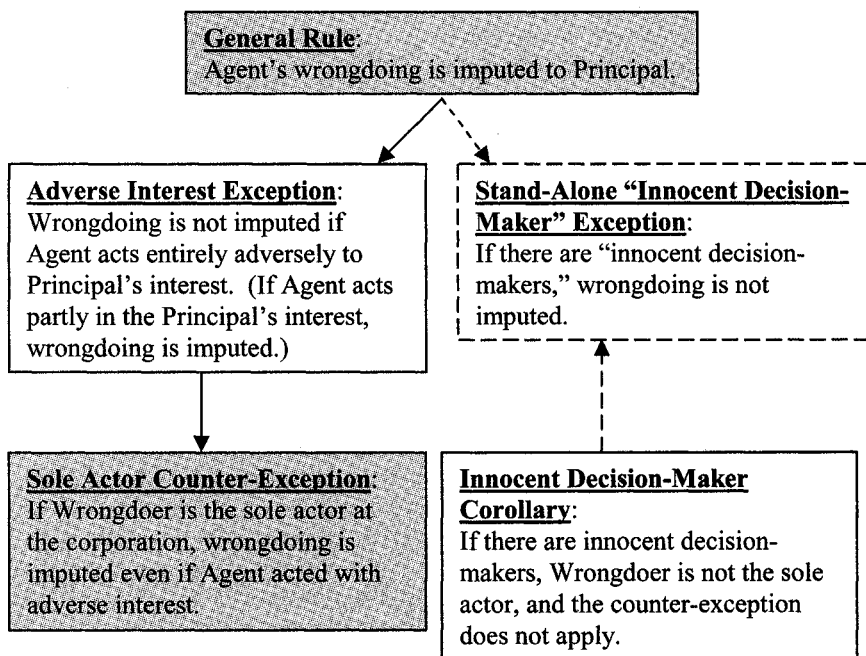 General Rule:
Agent's wrongdoing is imputed to Principal.
Adverse Interest Exception:
Wrongdoing is not imputed if
Agent acts entirely adversely to
Principal's interest. (If Agent acts
partly in the Principal's interest,
wrongdoing is imputed.)
Stand-Alone "Innocent Decision-
Maker" Exception:
If there are "innocent decision-
makers," wrongdoing is not
imputed.
Sole Actor Counter-Exception:
If Wrongdoer is the sole actor at
the corporation, wrongdoing is
imputed even if Agent acted with
adverse interest.
Innocent Decision-Maker
Corollary:
If there are innocent decision-
makers, Wrongdoer is not the sole
actor, and the counter-exception
does not apply.